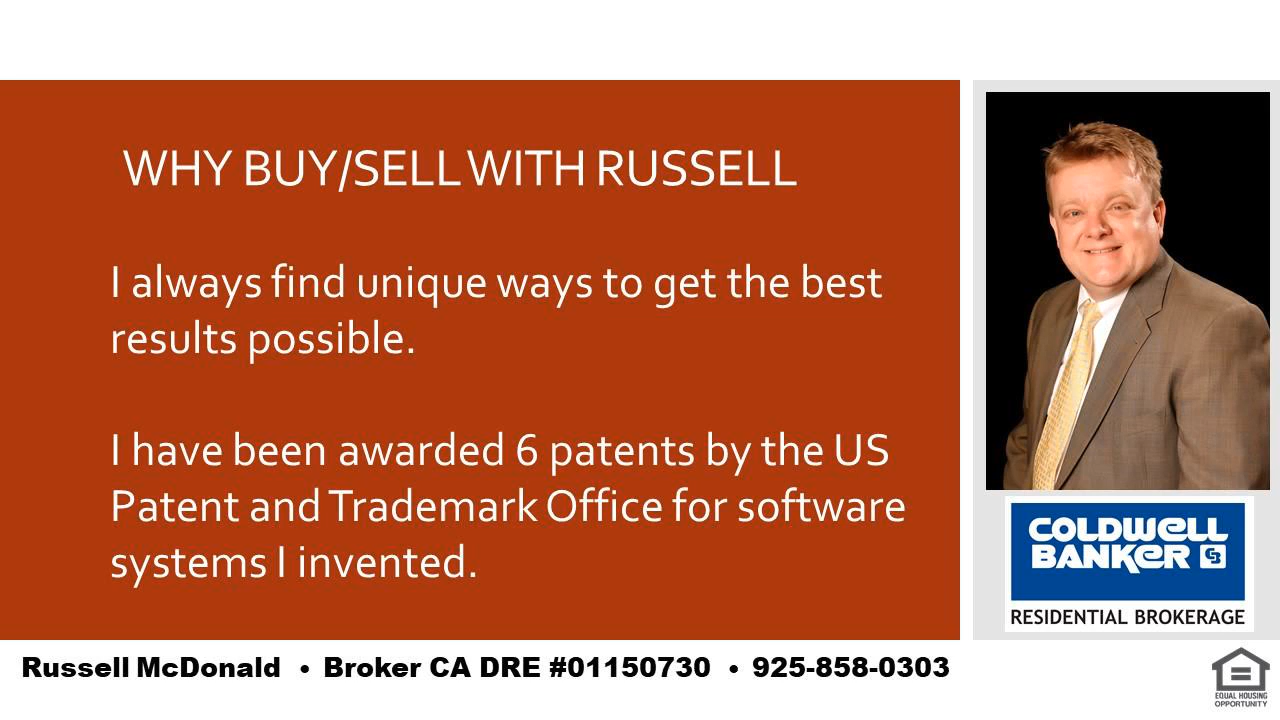 WHY BUY/SELL WITH RUSSELL
I always find unique ways to get the best
results possible.
I have been awarded 6 patents by the US
Patent and Trademark Office for software
systems I invented.
COLDWELL
BANKER CB
RESIDENTIAL BROKERAGE
Russell McDonald • Broker CA DRE #01150730 • 925-858-0303
EQUAL HOUSING
OPPORTUNITY